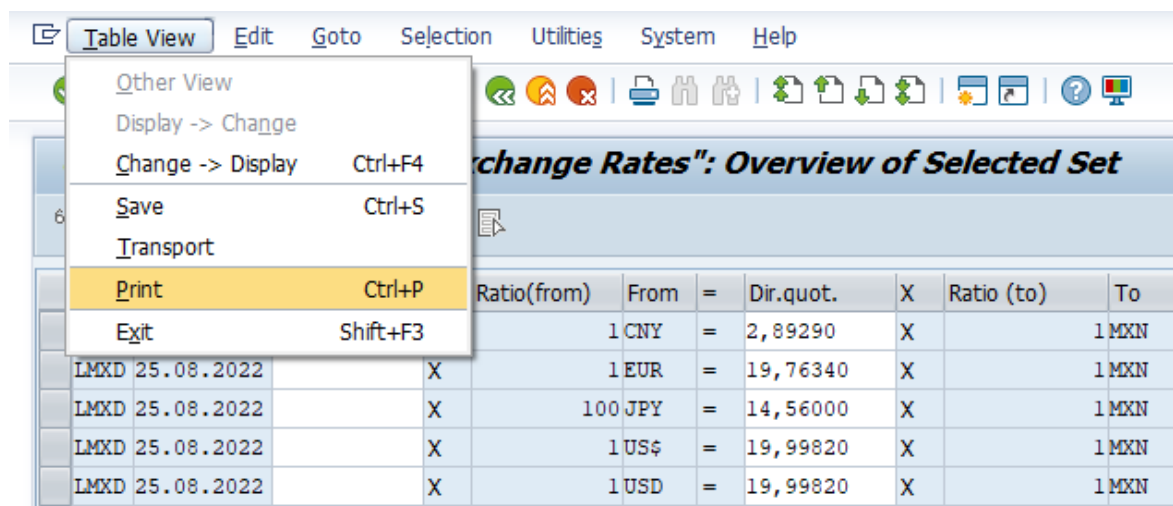 Table View Edit Goto Selection Utilities System Help
Other View
Display -> Change
Change -> Display Ctrl+F4
xchange Rates": Overview of Selected Set
Save Ctrl+S
Transport
Print Ctrl+P
Exit Shift+F3
Ratio(from) From = Dir.quot. X Ratio (to) To
1 CNY = 2,89290 X 1 MXN
LMXD 25.08.2022 X 1 EUR = 19,76340 X 1 MXN
LMXD 25.08.2022 X 100 JPY = 14,56000 X 1 MXN
LMXD 25.08.2022 X 1 US$ = 19,99820 X 1 MXN
LMXD 25.08.2022 X 1 USD = 19,99820 X 1 MXN